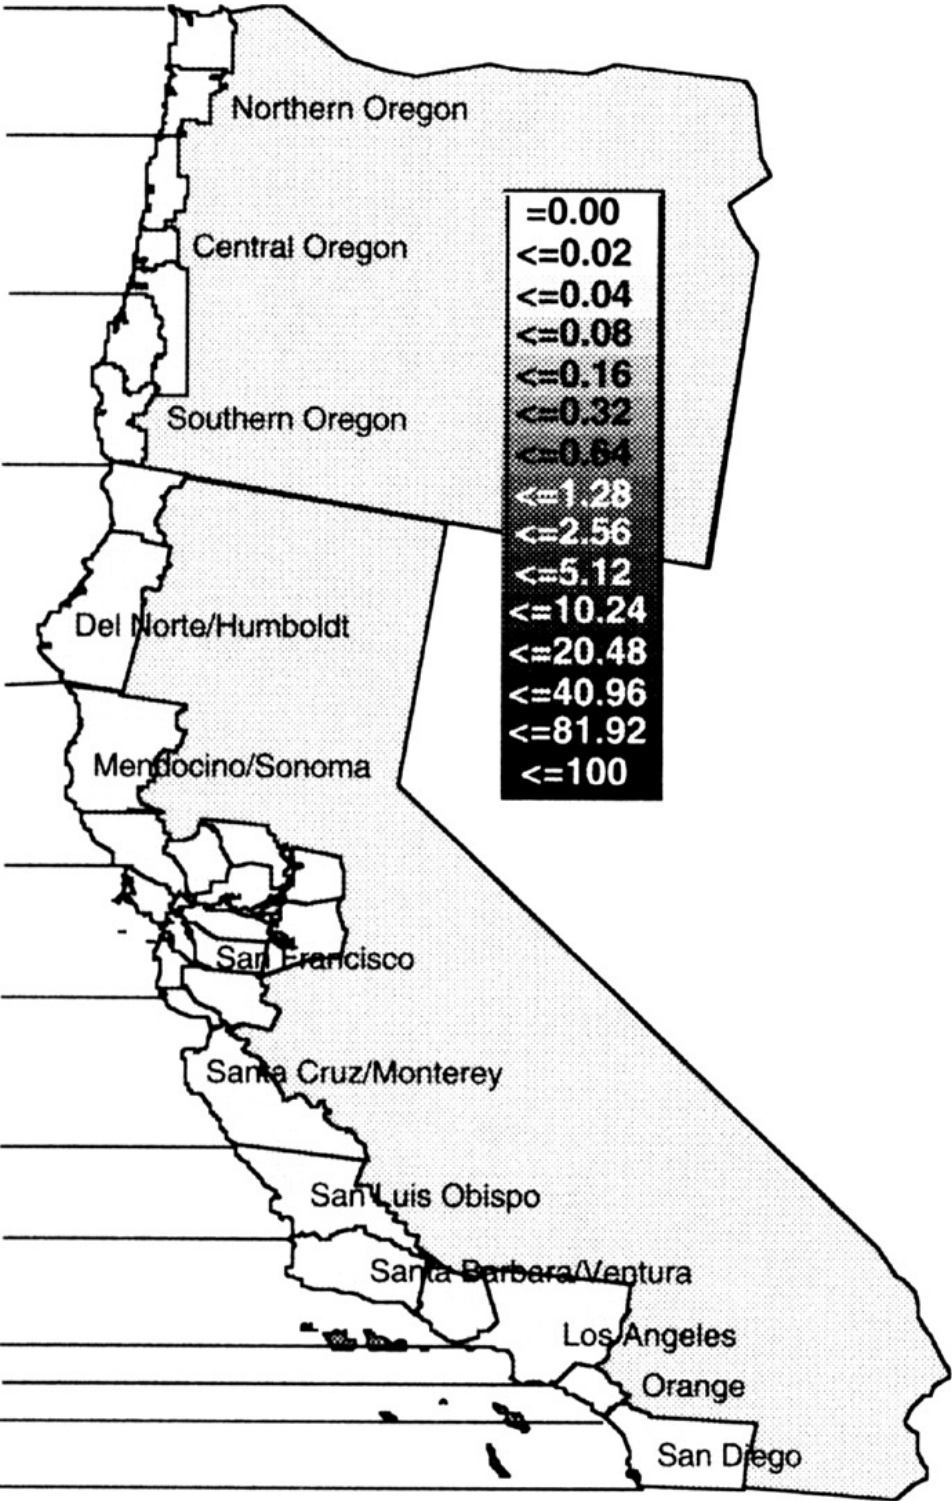 Northern Oregon
Central Oregon
Southern Oregon
=0.00
<=0.02
<=0.04
<=0.08
<=0.16
<=0.32
<=0.64
<=1.28
<=2.56
<=5.12
<=10.24
<=20.48
<=40.96
<=81.92
<=100
Del Norte/Humboldt
Mendocino/Sonoma
San Francisco
Santa Cruz/Monterey
San Luis Obispo
Santa Barbara/Ventura
Los Angeles
Orange
San Diego